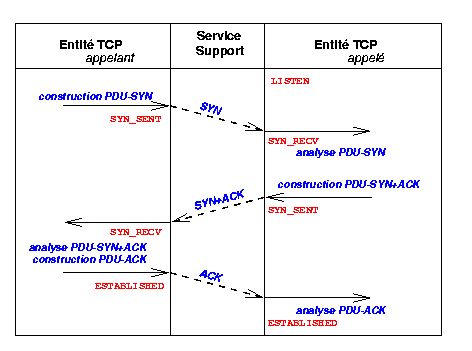 Entité TCP
appelant
Service
Support
Entité TCP
appelé
LISTEN
construction PDU-SYN
SYN
SYN_SENT
SYN_RECV
analyse PDU-SYN
construction PDU-SYN+ACK
SYN+ACK
SYN_SENT
SYN_RECV
analyse PDU-SYN+ACK
construction PDU-ACK
ACK
ESTABLISHED
analyse PDU-ACK
ESTABLISHED